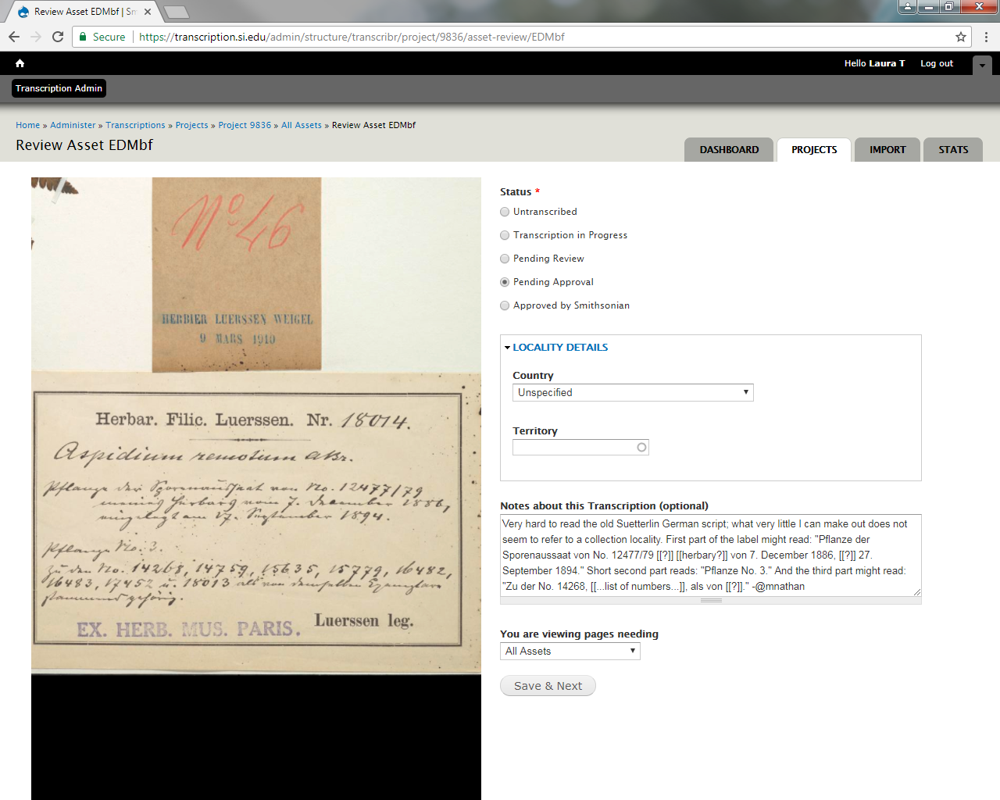 Review Asset EDMbf | Sm
Secure
https://transcription.si.edu/admin/structure/transcribr/project/9836/asset-review/EDMbf
Hello Laura T
Log out
Transcription Admin
Home » Administer » Transcriptions » Projects » Project 9836 » All Assets » Review Asset EDMbf
Review Asset EDMbf
DASHBOARD
PROJECTS
IMPORT
STATS
No 46
HERBIER LUERSSEN WEIGEL
9 MARS 1910
Herbar. Filic. Luerssen. Nr. 18014.
Aspidium remotum ABr.
Pflanze der Sporenaussaat von No. 12477/79
meines Herbars vom 7. Dezember 1886,
eingelegt am 27. September 1894.
Pflanze No. 3.
Zu den No. 14268, 14759, 15635, 15779, 16482,
16483, 17452 u. 18013 als von demselben Exemplare
stammend gehörig.
EX. HERB. MUS. PARIS.
Luerssen leg.
Status *
Untranscribed
Transcription in Progress
Pending Review
Pending Approval
Approved by Smithsonian
LOCALITY DETAILS
Country
Unspecified
Territory
Notes about this Transcription (optional)
Very hard to read the old Suetterlin German script; what very little I can make out does not
seem to refer to a collection locality. First part of the label might read: "Pflanze der
Sporenaussaat von No. 12477/79 [[?]] [[herbary?]] von 7. December 1886, [[?]] 27.
September 1894." Short second part reads: "Pflanze No. 3." And the third part might read:
"Zu der No. 14268, [[...list of numbers...]], als von [[?]]." -@mnathan
You are viewing pages needing
All Assets
Save & Next